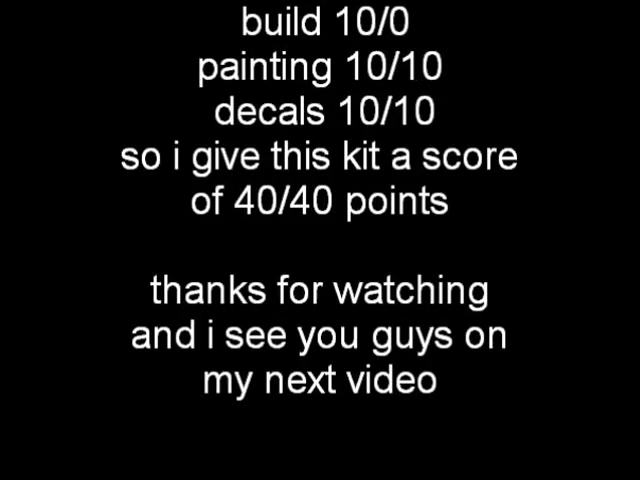 build 10/0
painting 10/10
decals 10/10
so i give this kit a score
of 40/40 points
thanks for watching
and i see you guys on
my next video